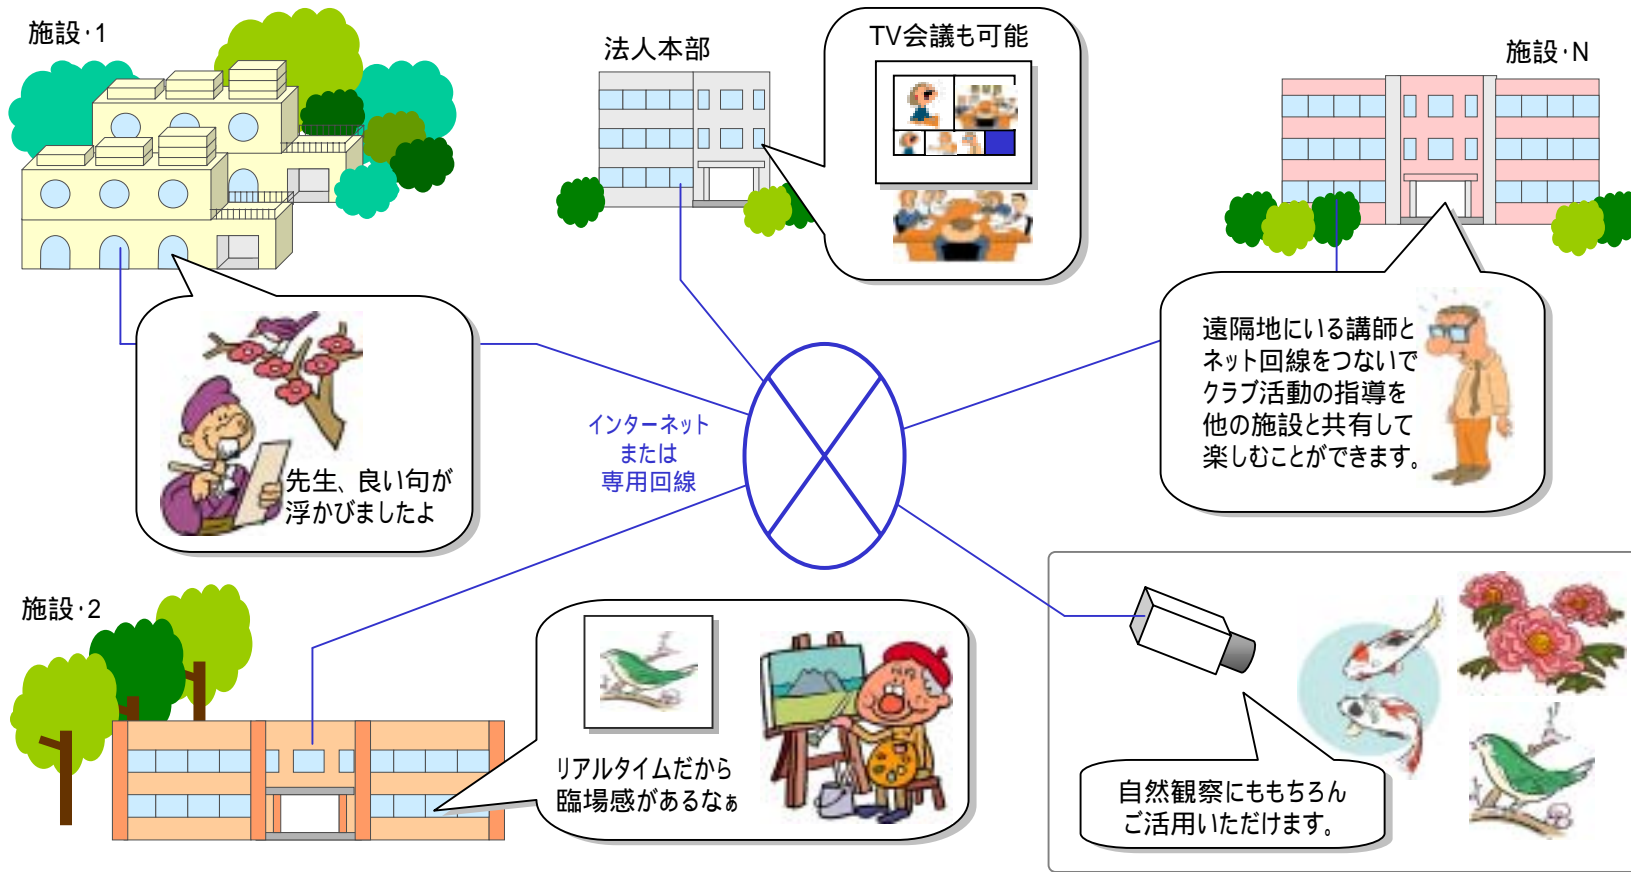 施設・1
法人本部
TV会議も可能
施設・N
遠隔地にいる講師と
ネット回線をつないで
クラブ活動の指導を
他の施設と共有して
楽しむことができます。
先生、良い句が
浮かびましたよ
インターネット
または
専用回線
施設・2
リアルタイムだから
臨場感があるなぁ
自然観察にももちろん
ご活用いただけます。